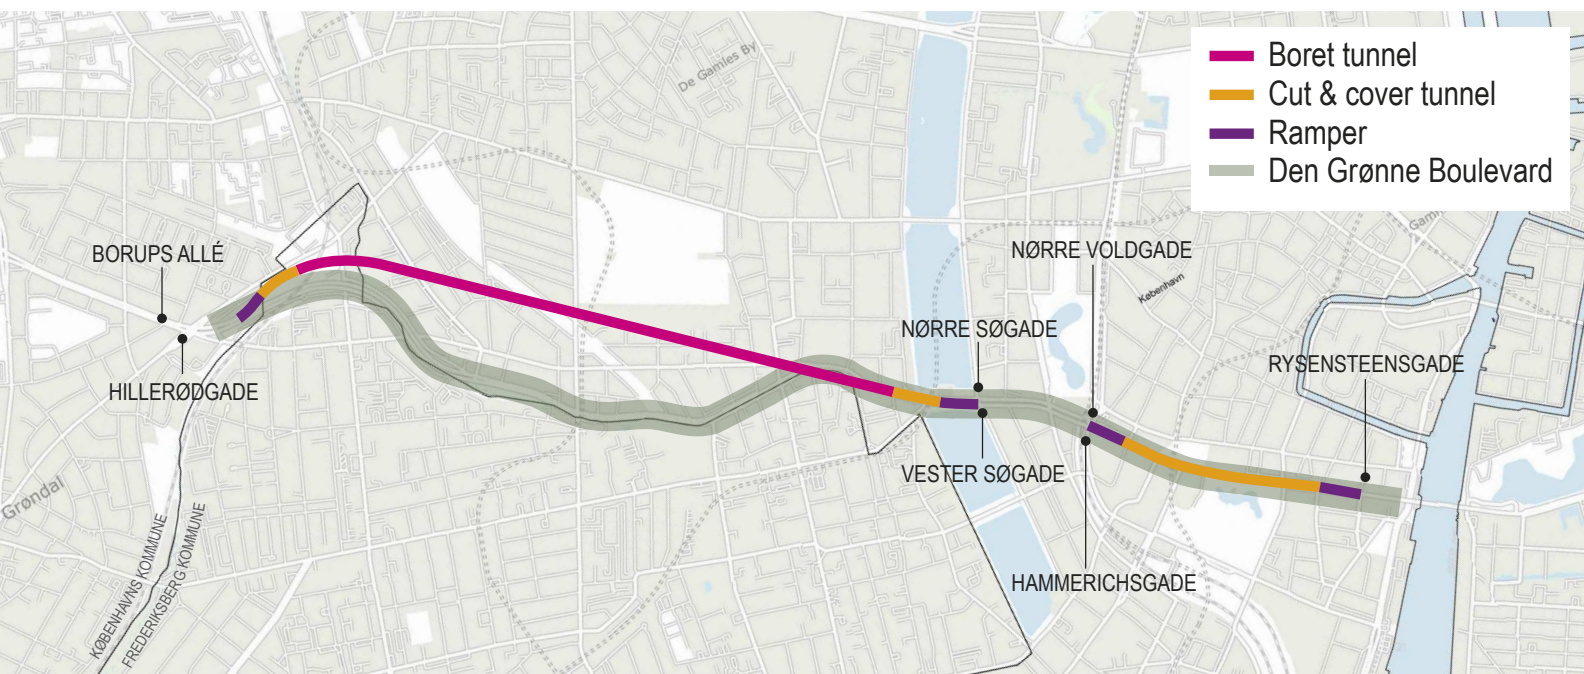 De Gamles By
Boret tunnel
Cut & cover tunnel
Ramper
Den Grønne Boulevard
BORUPS ALLÉ
NØRRE VOLDGADE
København
NØRRE SØGADE
RYSENSTEENSGADE
HILLERØDGADE
VESTER SØGADE
Grøndal
HAMMERICHSGADE
KØBENHAVNS KOMMUNE
FREDERIKSBERG KOMMUNE